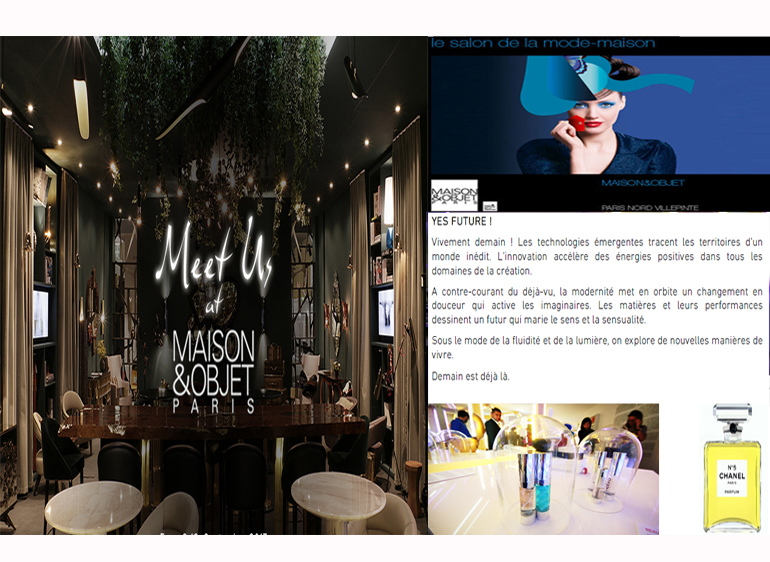 Meet Us
at
MAISON
&OBJET
PARIS
le salon de la mode-maison
MAISON&OBJET
MAISON
&OBJET
PARIS
PARIS NORD VILLEPINTE
YES FUTURE !
Vivement demain ! Les technologies émergentes tracent les territoires d'un
monde inédit. L'innovation accélère des énergies positives dans tous les
domaines de la création.
A contre-courant du déjà-vu, la modernité met en orbite un changement en
douceur qui active les imaginaires. Les matières et leurs performances
dessinent un futur qui marie le sens et la sensualité.
Sous le mode de la fluidité et de la lumière, on explore de nouvelles manières de
vivre.
Demain est déjà là.
N°5
CHANEL
PARIS
PARFUM